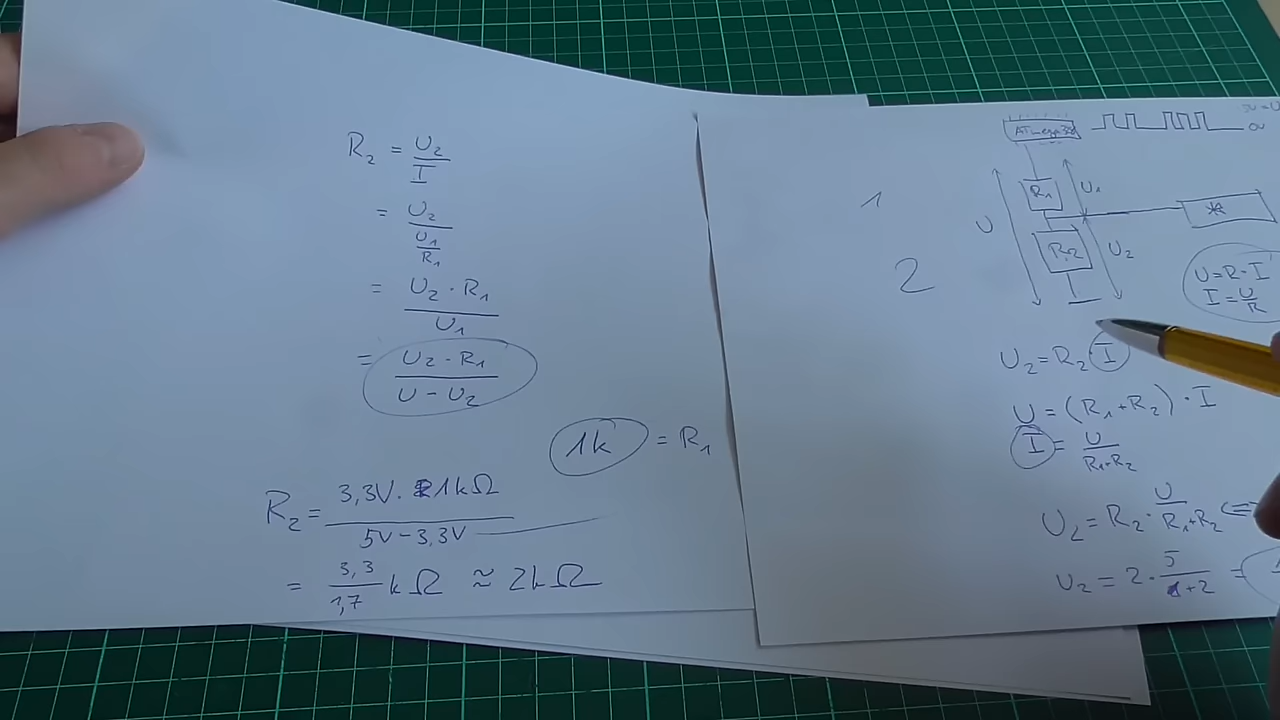 R₂ = U₂/I
= U₂/(U₁/R₁)
= (U₂ · R₁)/U₁
= (U₂ · R₁)/(U − U₂)
1k = R₁
R₂ = (3,3V · 1kΩ)/(5V − 3,3V)
= 3,3/1,7 kΩ ≈ 2kΩ
1
2
0V
R₁
U₁
U
R2
U₂
*
U = R · I
I = U/R
U₂ = R₂ · I
U = (R₁ + R₂) · I
I = U/(R₁+R₂)
U₂ = R₂ · U/(R₁+R₂) ⇔
U₂ = 2 · 5/(1+2) =